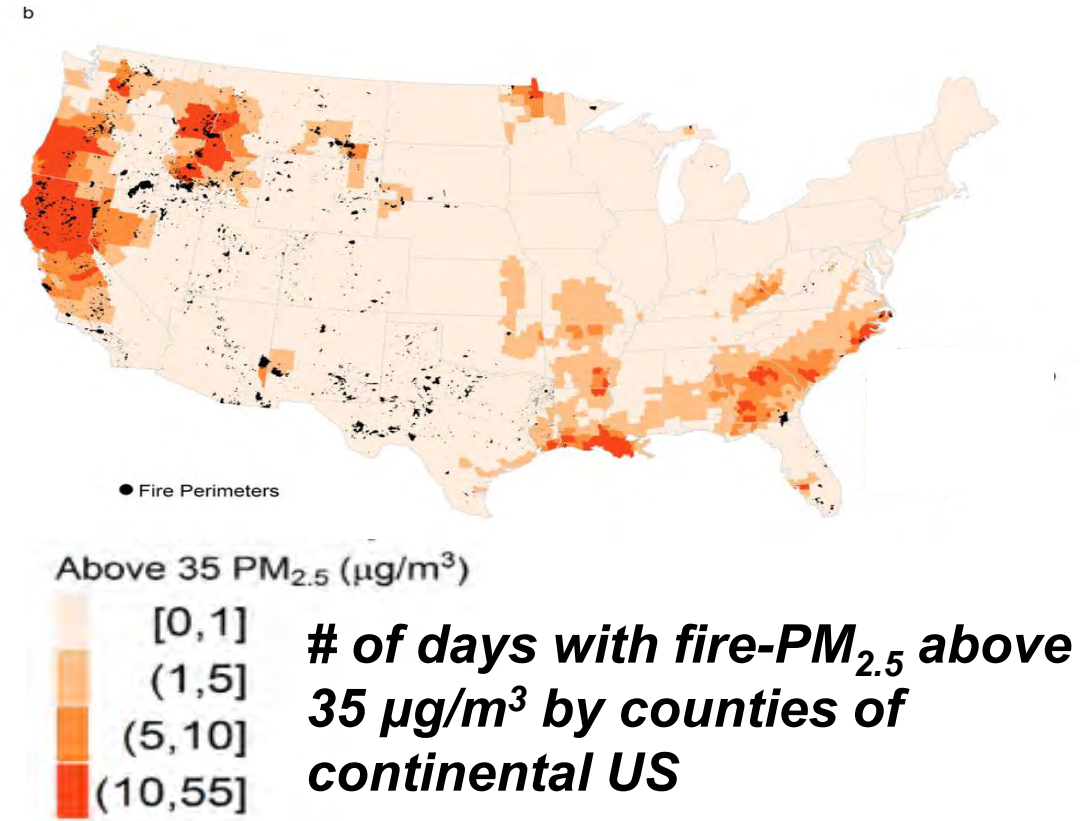 b
Fire Perimeters
Above 35 PM2.5 (μg/m³)
[0,1]
(1,5]
(5,10]
(10,55]
# of days with fire-PM2.5 above
35 μg/m³ by counties of
continental US